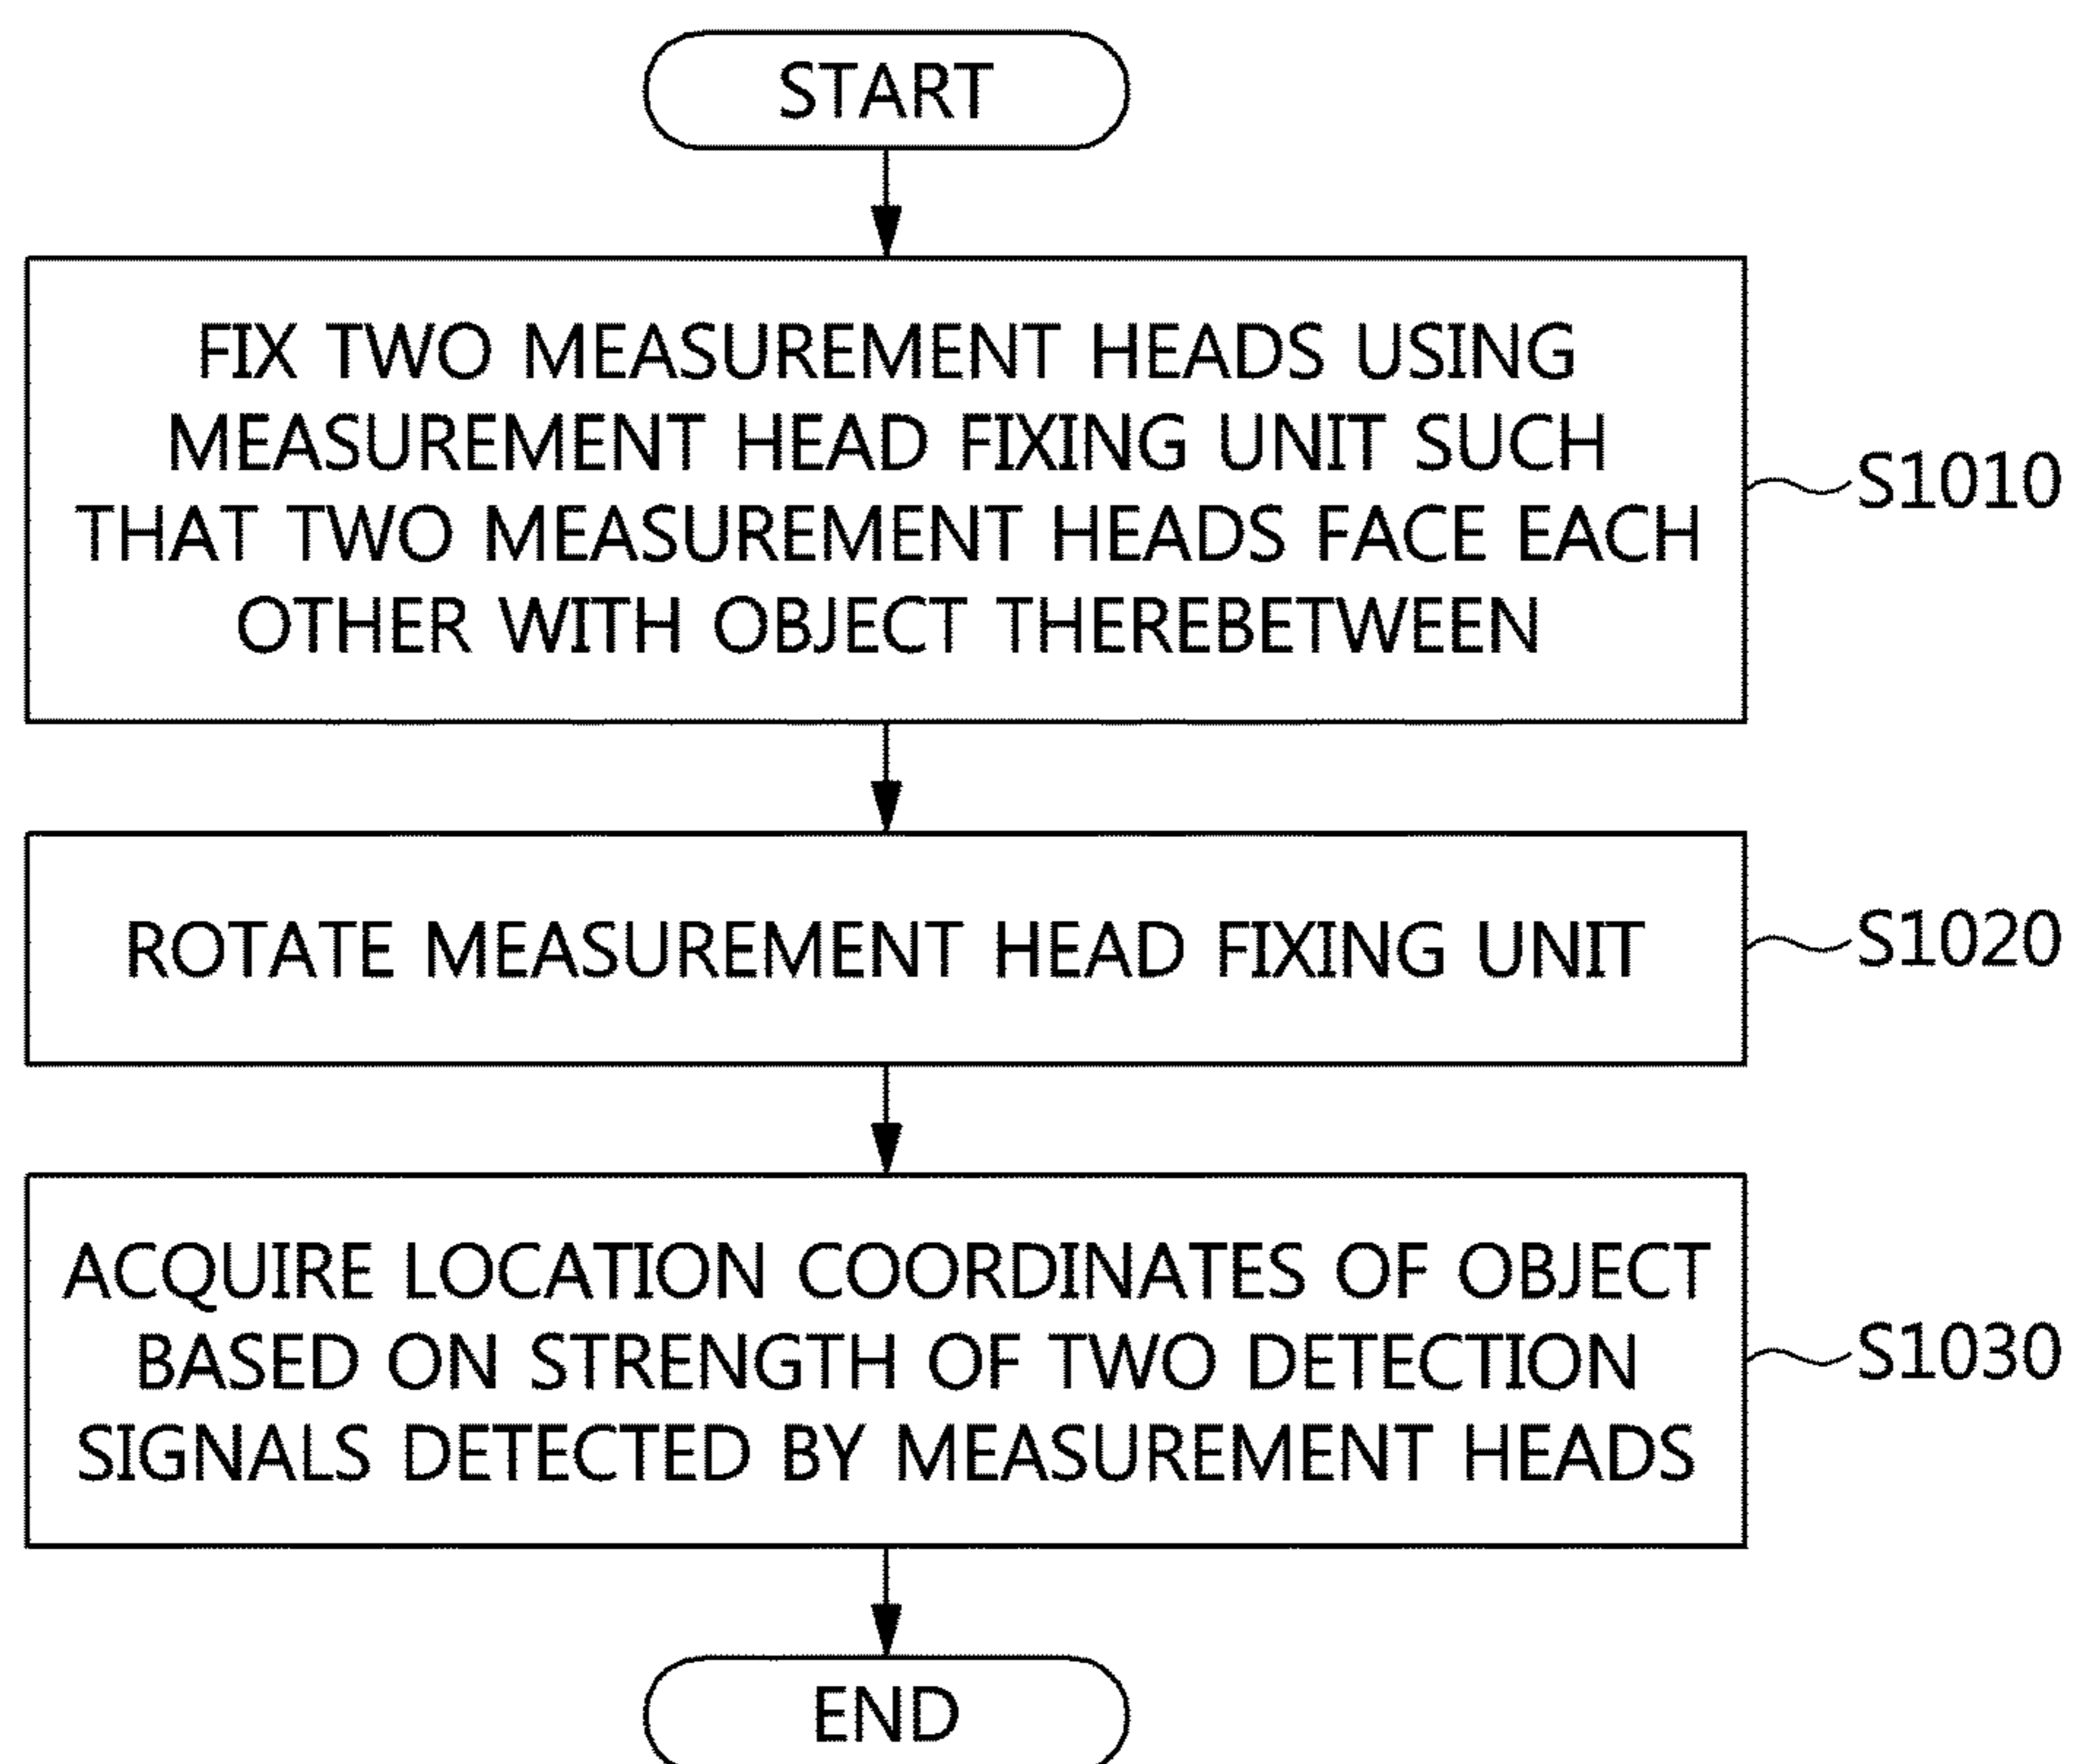 START
FIX TWO MEASUREMENT HEADS USING
MEASUREMENT HEAD FIXING UNIT SUCH
THAT TWO MEASUREMENT HEADS FACE EACH
OTHER WITH OBJECT THEREBETWEEN
S1010
ROTATE MEASUREMENT HEAD FIXING UNIT
S1020
ACQUIRE LOCATION COORDINATES OF OBJECT
BASED ON STRENGTH OF TWO DETECTION
SIGNALS DETECTED BY MEASUREMENT HEADS
S1030
END